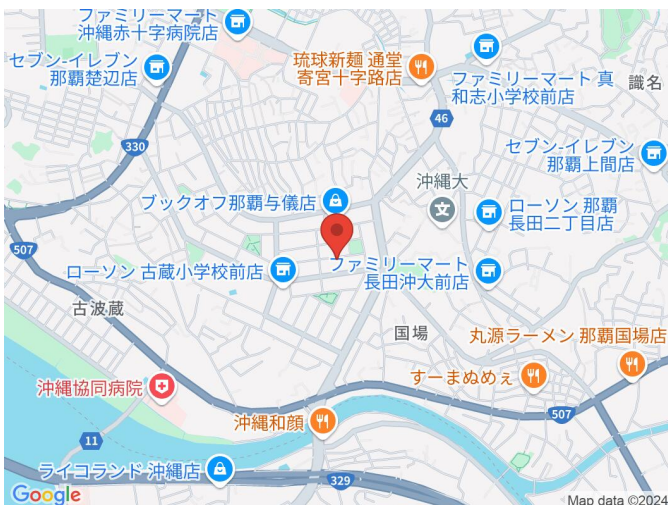 ファミリーマート
沖縄赤十字病院店
セブン-イレブン
那覇楚辺店
琉球新麺 通堂
寄宮十字路店
ファミリーマート 真
和志小学校前店
識名
46
330
セブン-イレブン
那覇上間店
沖縄大
ブックオフ那覇与儀店
ローソン 那覇
長田二丁目店
507
ローソン 古蔵小学校前店
ファミリーマート
長田沖大前店
古波蔵
国場
丸源ラーメン 那覇国場店
沖縄協同病院
すーまぬめぇ
沖縄和顔
507
11
ライコランド 沖縄店
329
Google
Map data ©2024
文